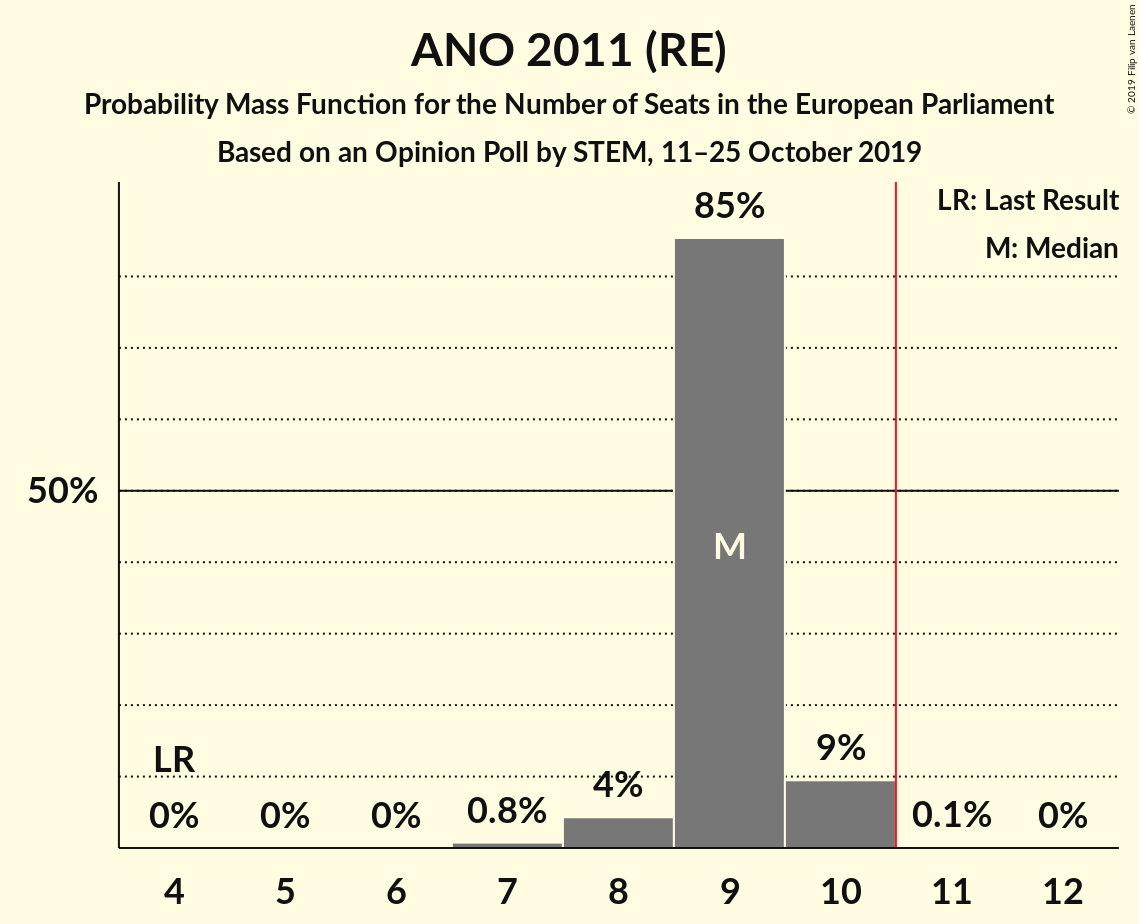 ANO 2011 (RE)
Probability Mass Function for the Number of Seats in the European Parliament
Based on an Opinion Poll by STEM, 11–25 October 2019
© 2019 Filip van Laenen
LR: Last Result
M: Median
85%
50%
M
LR
9%
4%
0%
0%
0%
0.8%
0.1%
0%
4
5
6
7
8
9
10
11
12